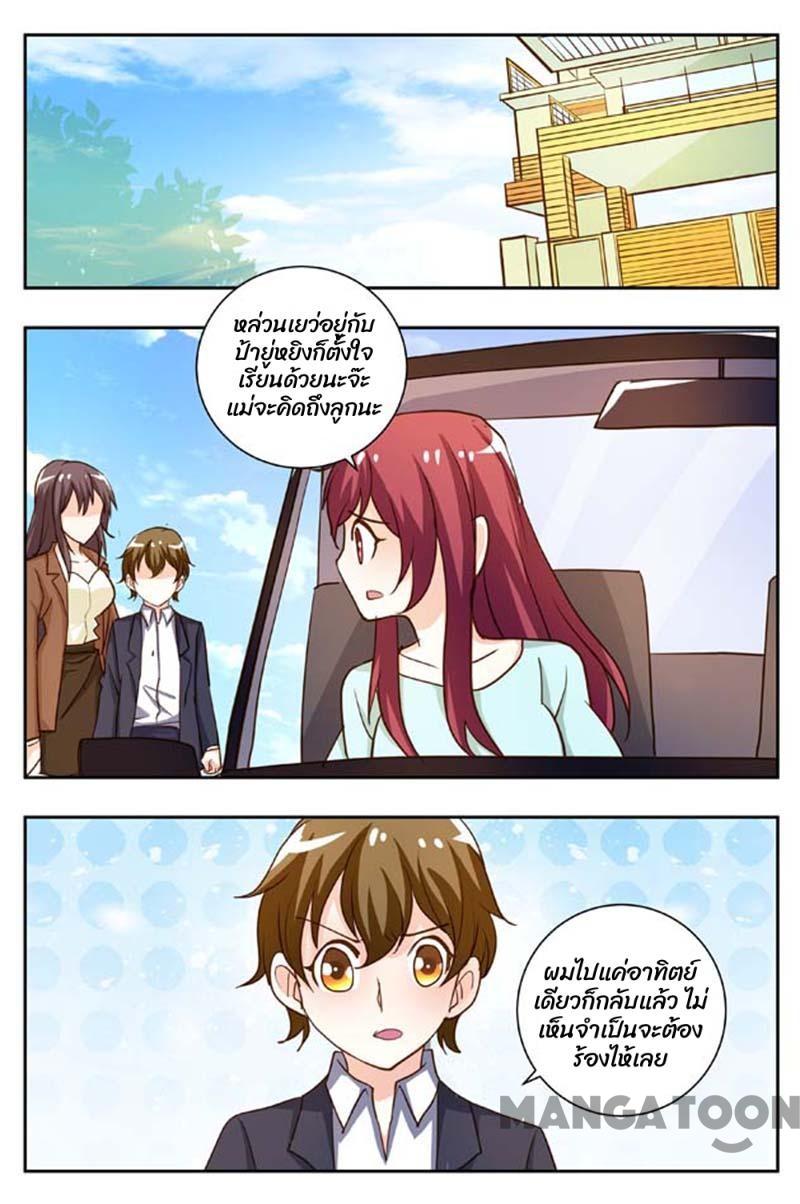 หล่วนเยว่อยู่กับ
ป้ายู่หยิงก็ตั้งใจ
เรียนด้วยนะจ๊ะ
แม่จะคิดถึงลูกนะ
ผมไปแค่อาทิตย์
เดียวก็กลับแล้ว ไม่
เห็นจำเป็นจะต้อง
ร้องไห้เลย
MANGATOON